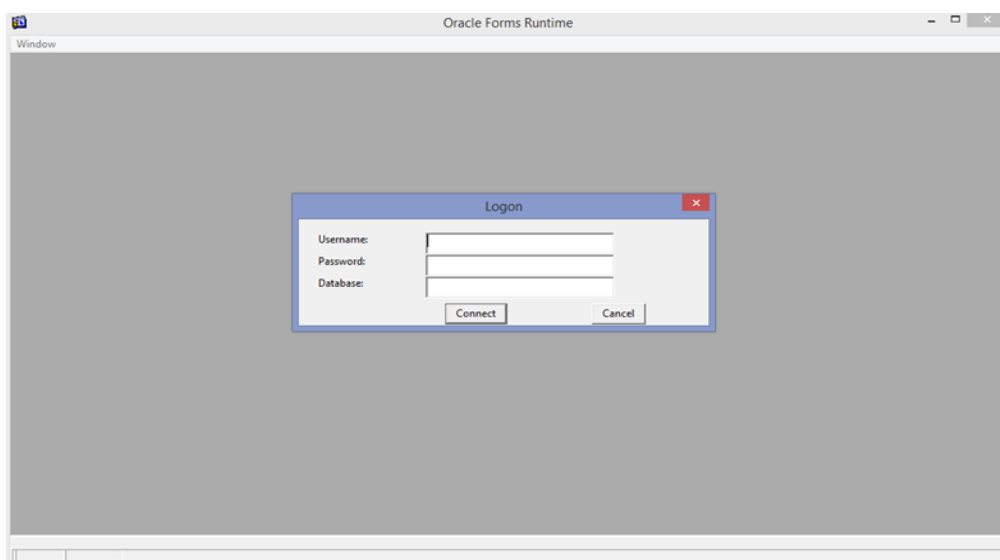 Oracle Forms Runtime
Window
Logon
Username:
Password:
Database:
Connect Cancel